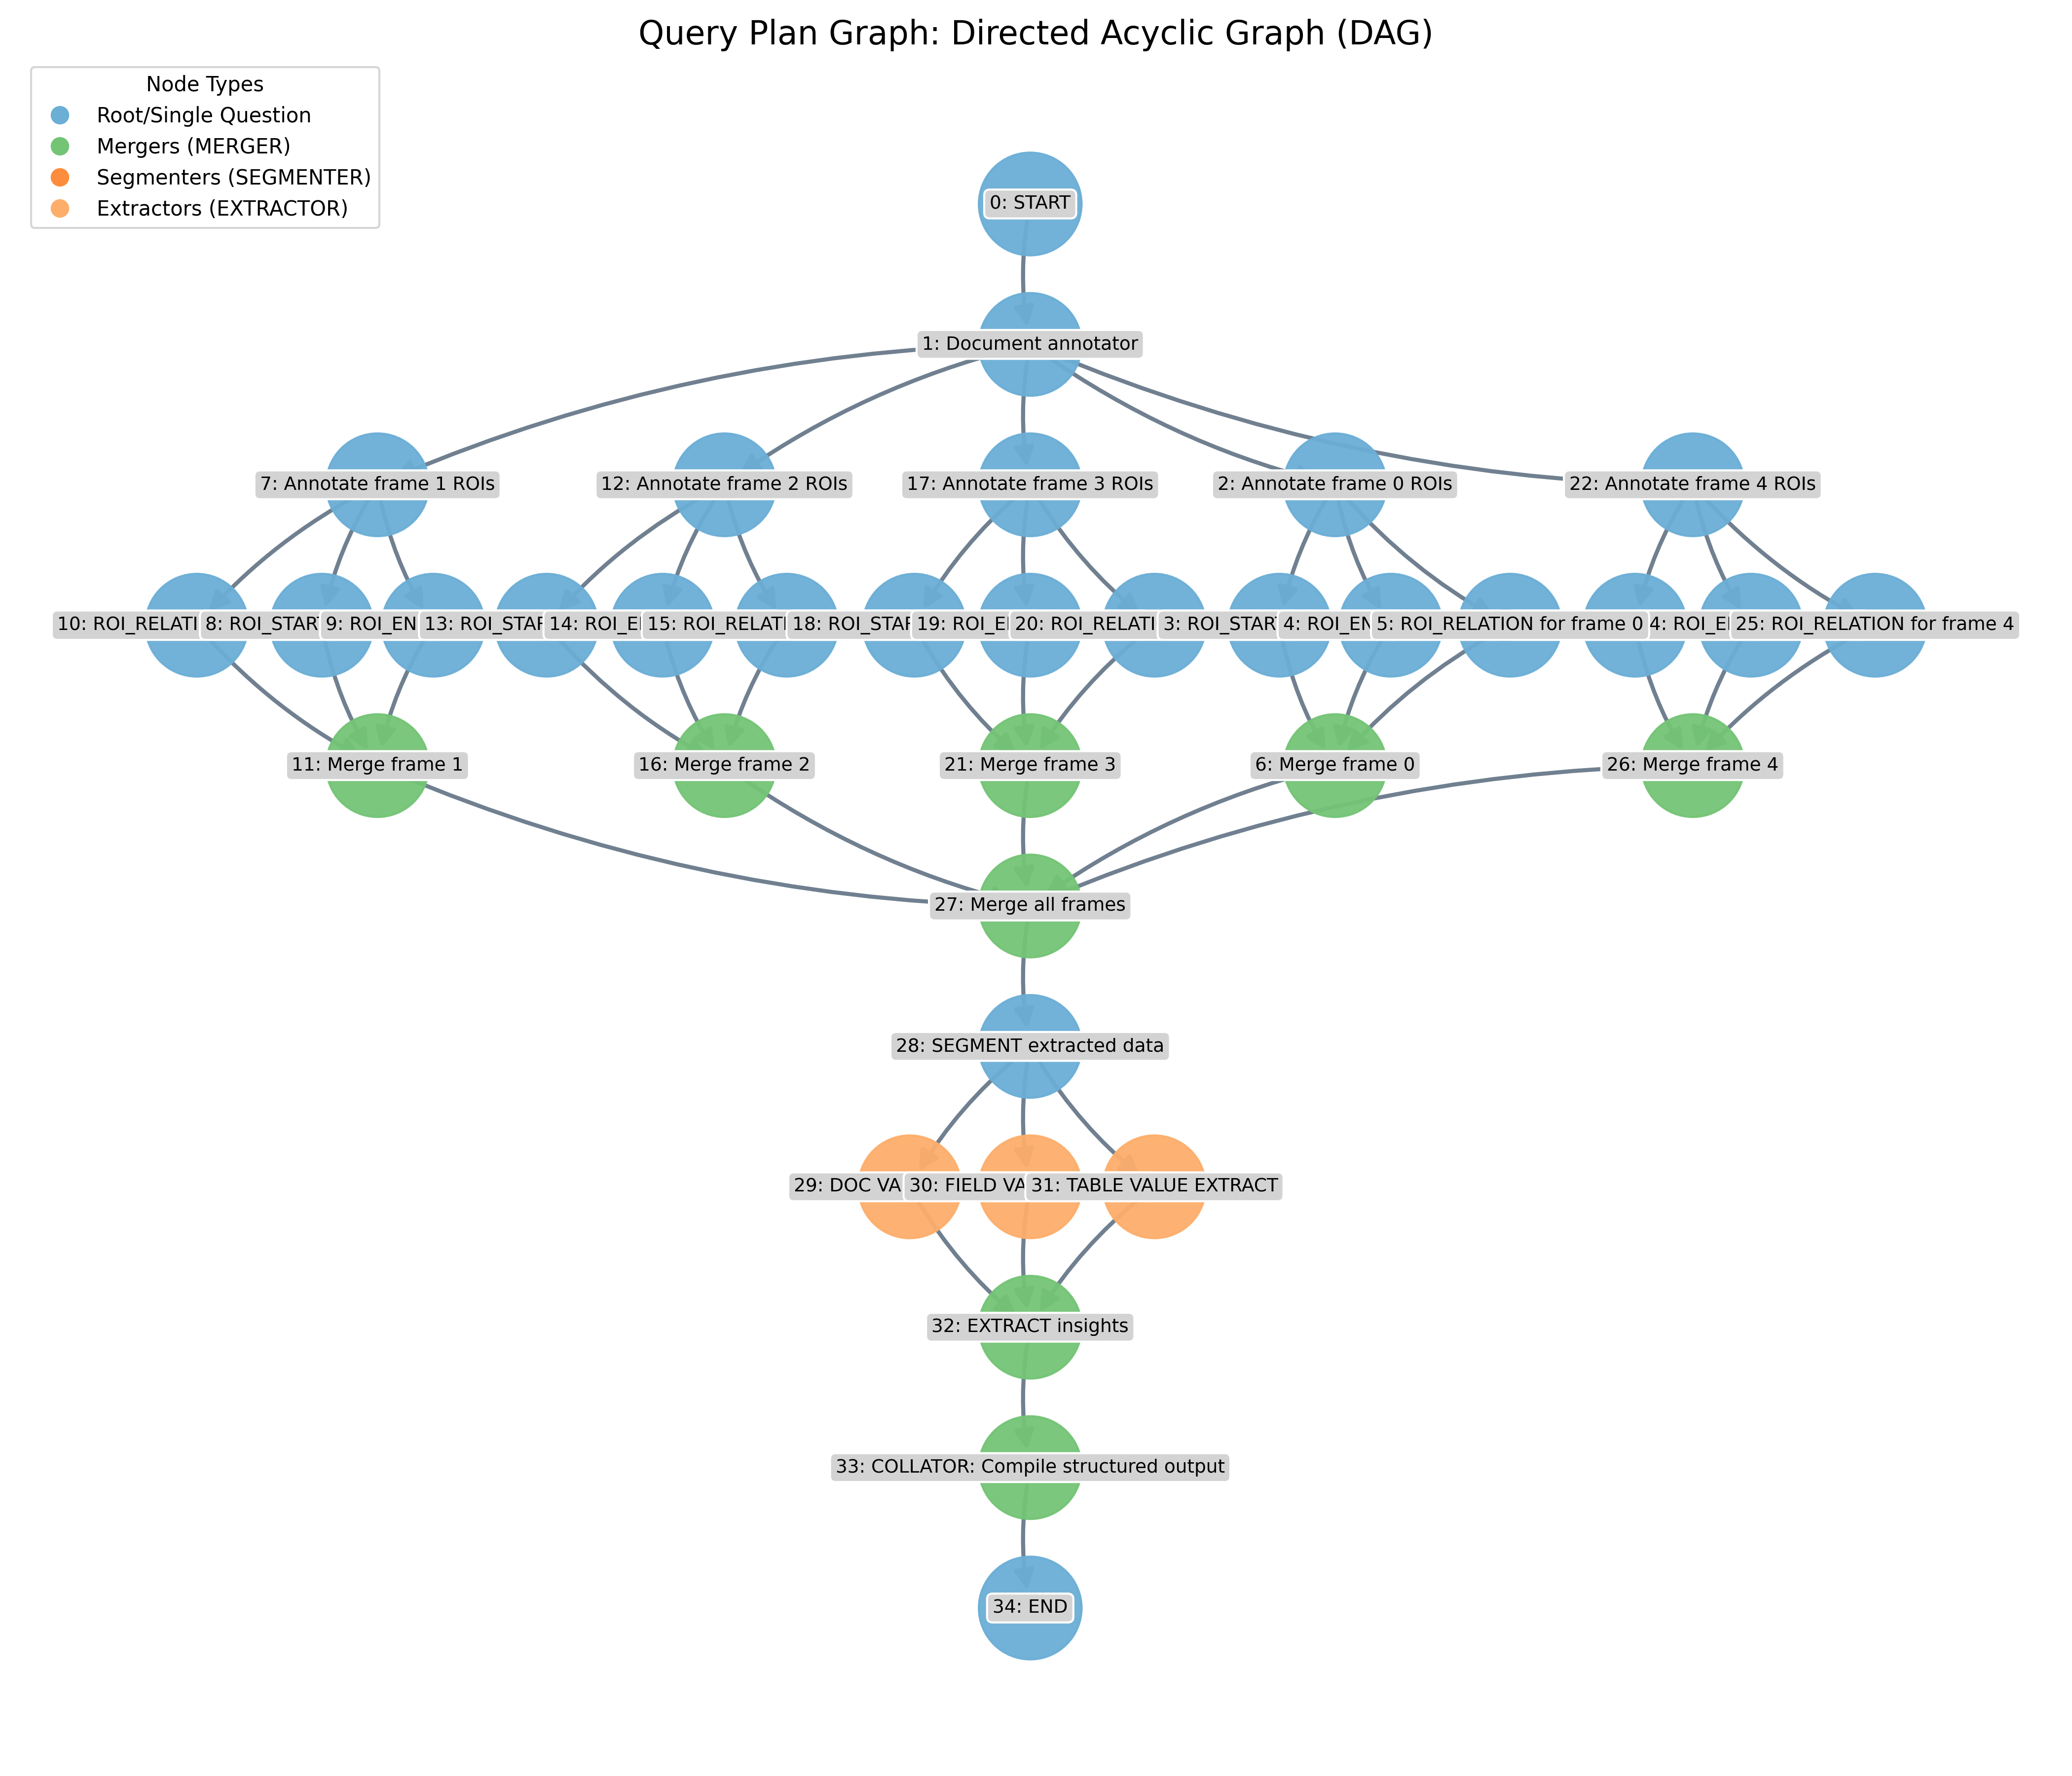 Query Plan Graph: Directed Acyclic Graph (DAG)
Node Types
Root/Single Question
Mergers (MERGER)
Segmenters (SEGMENTER)
Extractors (EXTRACTOR)
0: START
1: Document annotator
7: Annotate frame 1 ROIs
12: Annotate frame 2 ROIs
17: Annotate frame 3 ROIs
2: Annotate frame 0 ROIs
22: Annotate frame 4 ROIs
10: ROI_RELATI
8: ROI_START
9: ROI_EN
13: ROI_STAR
14: ROI_E
15: ROI_RELATI
18: ROI_STAR
19: ROI_E
20: ROI_RELATI
3: ROI_START
4: ROI_EN
5: ROI_RELATION for frame 0
4: ROI_E
25: ROI_RELATION for frame 4
11: Merge frame 1
16: Merge frame 2
21: Merge frame 3
6: Merge frame 0
26: Merge frame 4
27: Merge all frames
28: SEGMENT extracted data
29: DOC VA
30: FIELD VA
31: TABLE VALUE EXTRACT
32: EXTRACT insights
33: COLLATOR: Compile structured output
34: END